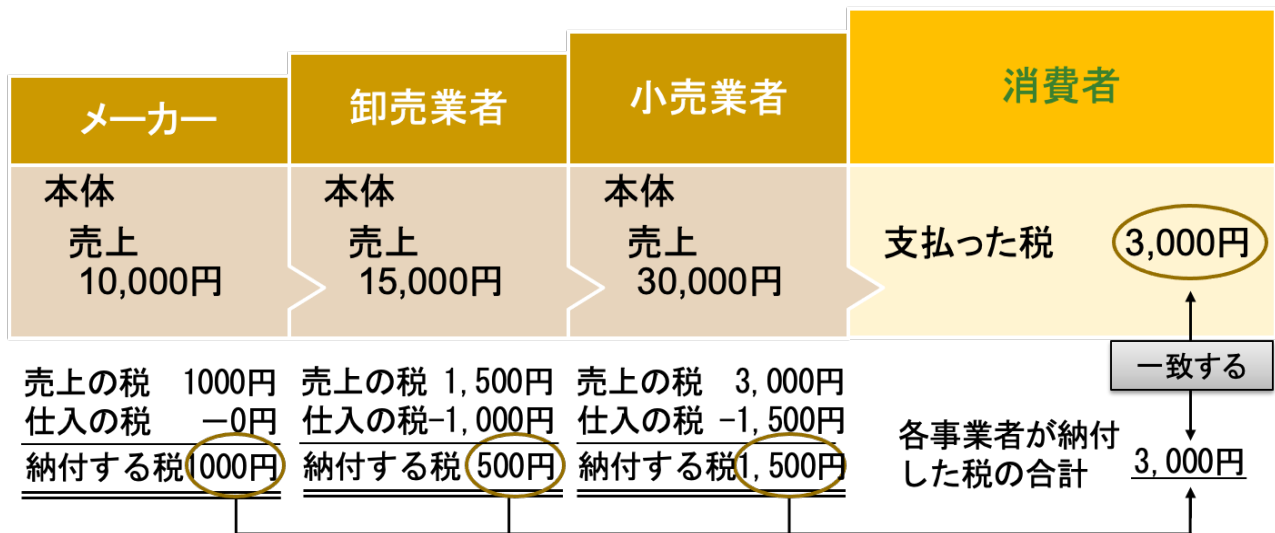 メーカー
卸売業者
小売業者
消費者
本体
売上
10,000円
本体
売上
15,000円
本体
売上
30,000円
支払った税 3,000円
一致する
売上の税 1000円
仕入の税 −0円
納付する税1000円
売上の税 1,500円
仕入の税-1,000円
納付する税 500円
売上の税 3,000円
仕入の税 -1,500円
納付する税1,500円
各事業者が納付
した税の合計
3,000円